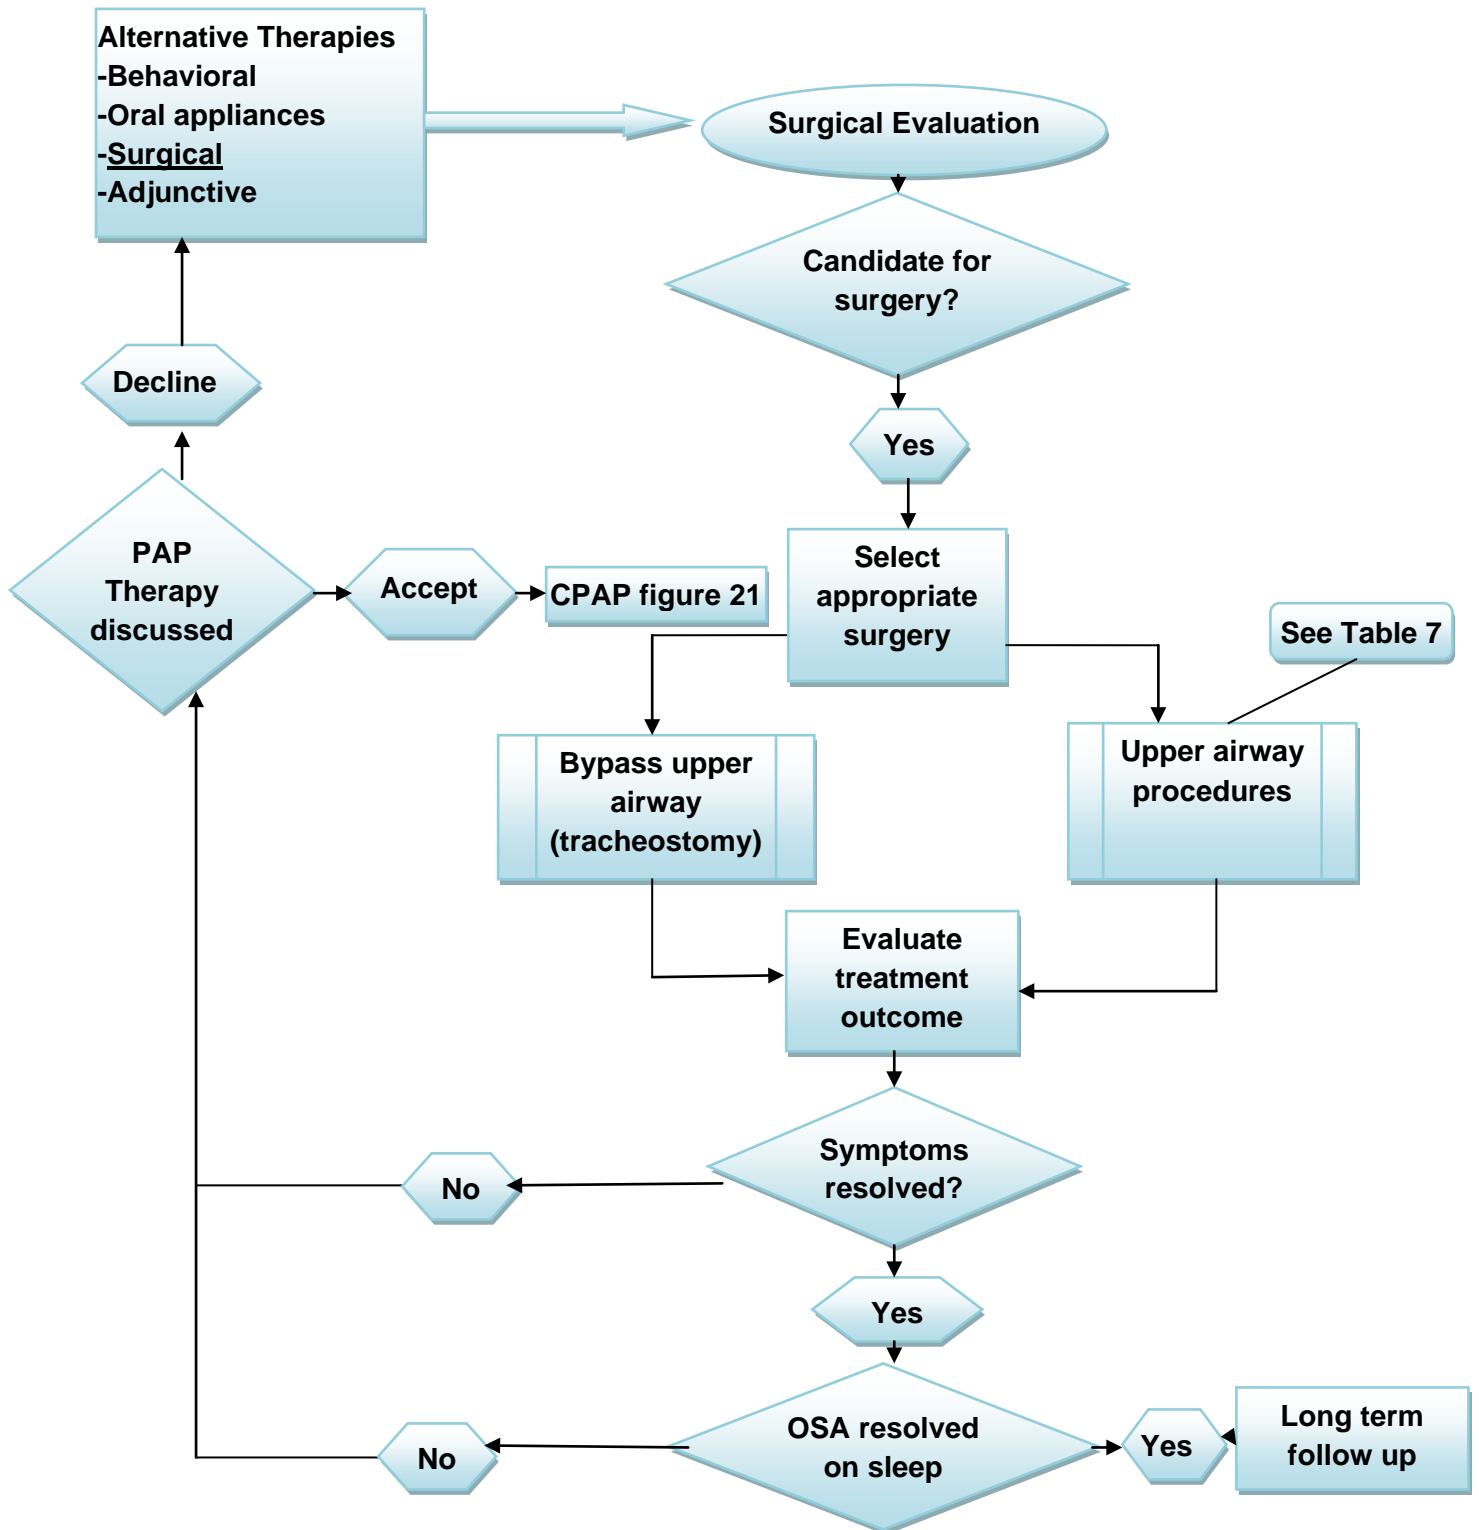 Alternative Therapies
-Behavioral
-Oral appliances
-Surgical
-Adjunctive
Surgical Evaluation
Candidate for
surgery?
Decline
Yes
PAP
Therapy
discussed
Accept
CPAP figure 21
Select
appropriate
surgery
See Table 7
Bypass upper
airway
(tracheostomy)
Upper airway
procedures
Evaluate
treatment
outcome
Symptoms
resolved?
No
Yes
OSA resolved
on sleep
No
Yes
Long term
follow up